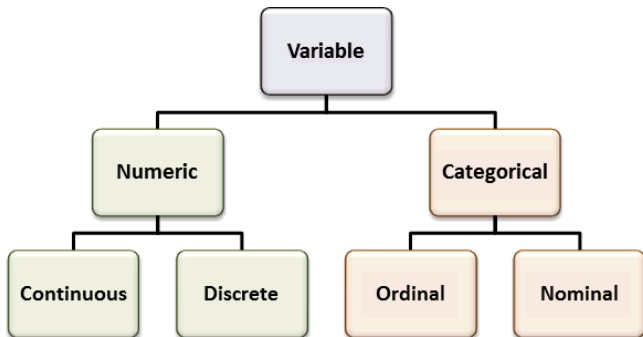 Variable
Numeric
Categorical
Continuous
Discrete
Ordinal
Nominal